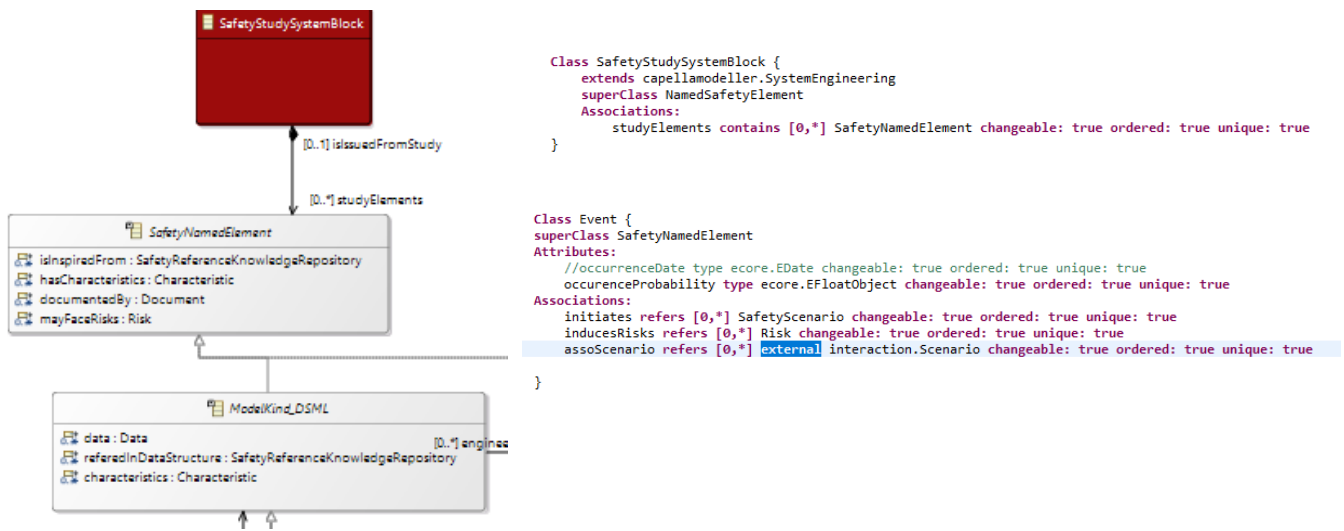 SafetyStudySystemBlock
[0..1] isIssuedFromStudy
[0..*] studyElements
SafetyNamedElement
isInspiredFrom : SafetyReferenceKnowledgeRepository
hasCharacteristics : Characteristic
documentedBy : Document
mayFaceRisks : Risk
ModelKind_DSML
data : Data
referedInDataStructure : SafetyReferenceKnowledgeRepository
characteristics : Characteristic
[0..*] enginee
Class SafetyStudySystemBlock {
extends capellamodeller.SystemEngineering
superClass NamedSafetyElement
Associations:
studyElements contains [0,*] SafetyNamedElement changeable: true ordered: true unique: true
}
Class Event {
superClass SafetyNamedElement
Attributes:
//occurrenceDate type ecore.EDate changeable: true ordered: true unique: true
occurenceProbability type ecore.EFloatObject changeable: true ordered: true unique: true
Associations:
initiates refers [0,*] SafetyScenario changeable: true ordered: true unique: true
inducesRisks refers [0,*] Risk changeable: true ordered: true unique: true
assoScenario refers [0,*] external interaction.Scenario changeable: true ordered: true unique: true
}